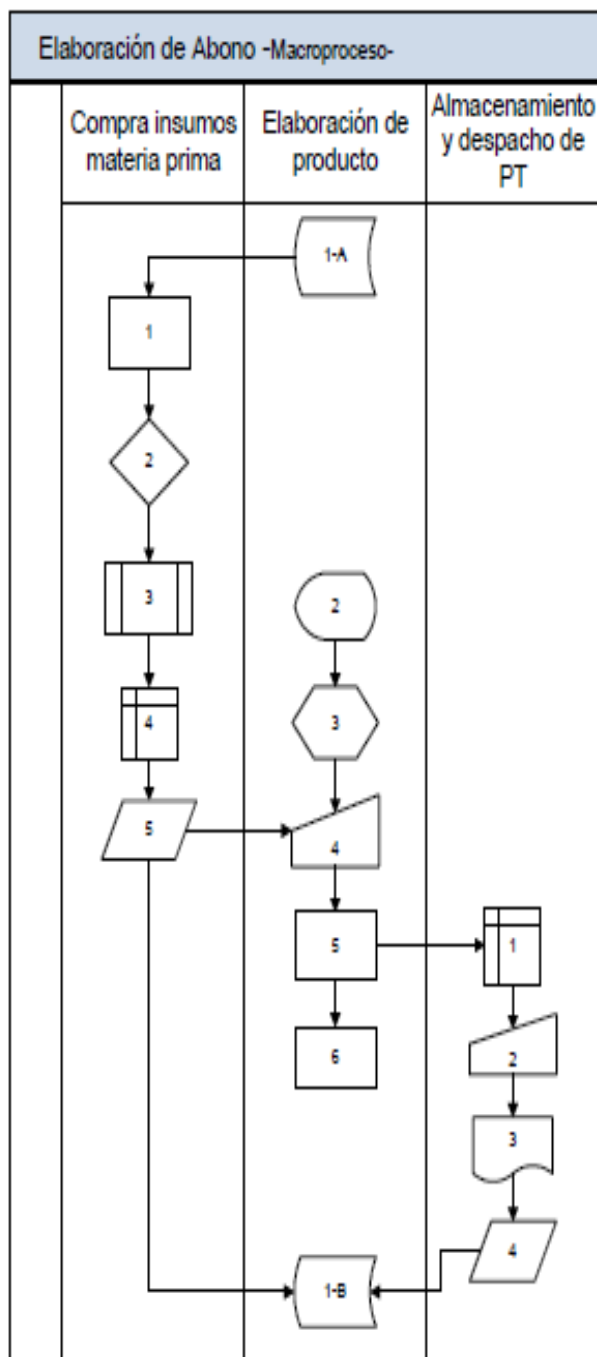 Elaboración de Abono -Macroproceso-
Compra insumos
materia prima
Elaboración de
producto
Almacenamiento
y despacho de
PT
1-A
1
2
3
2
4
3
5
4
5
1
6
2
3
4
1-B